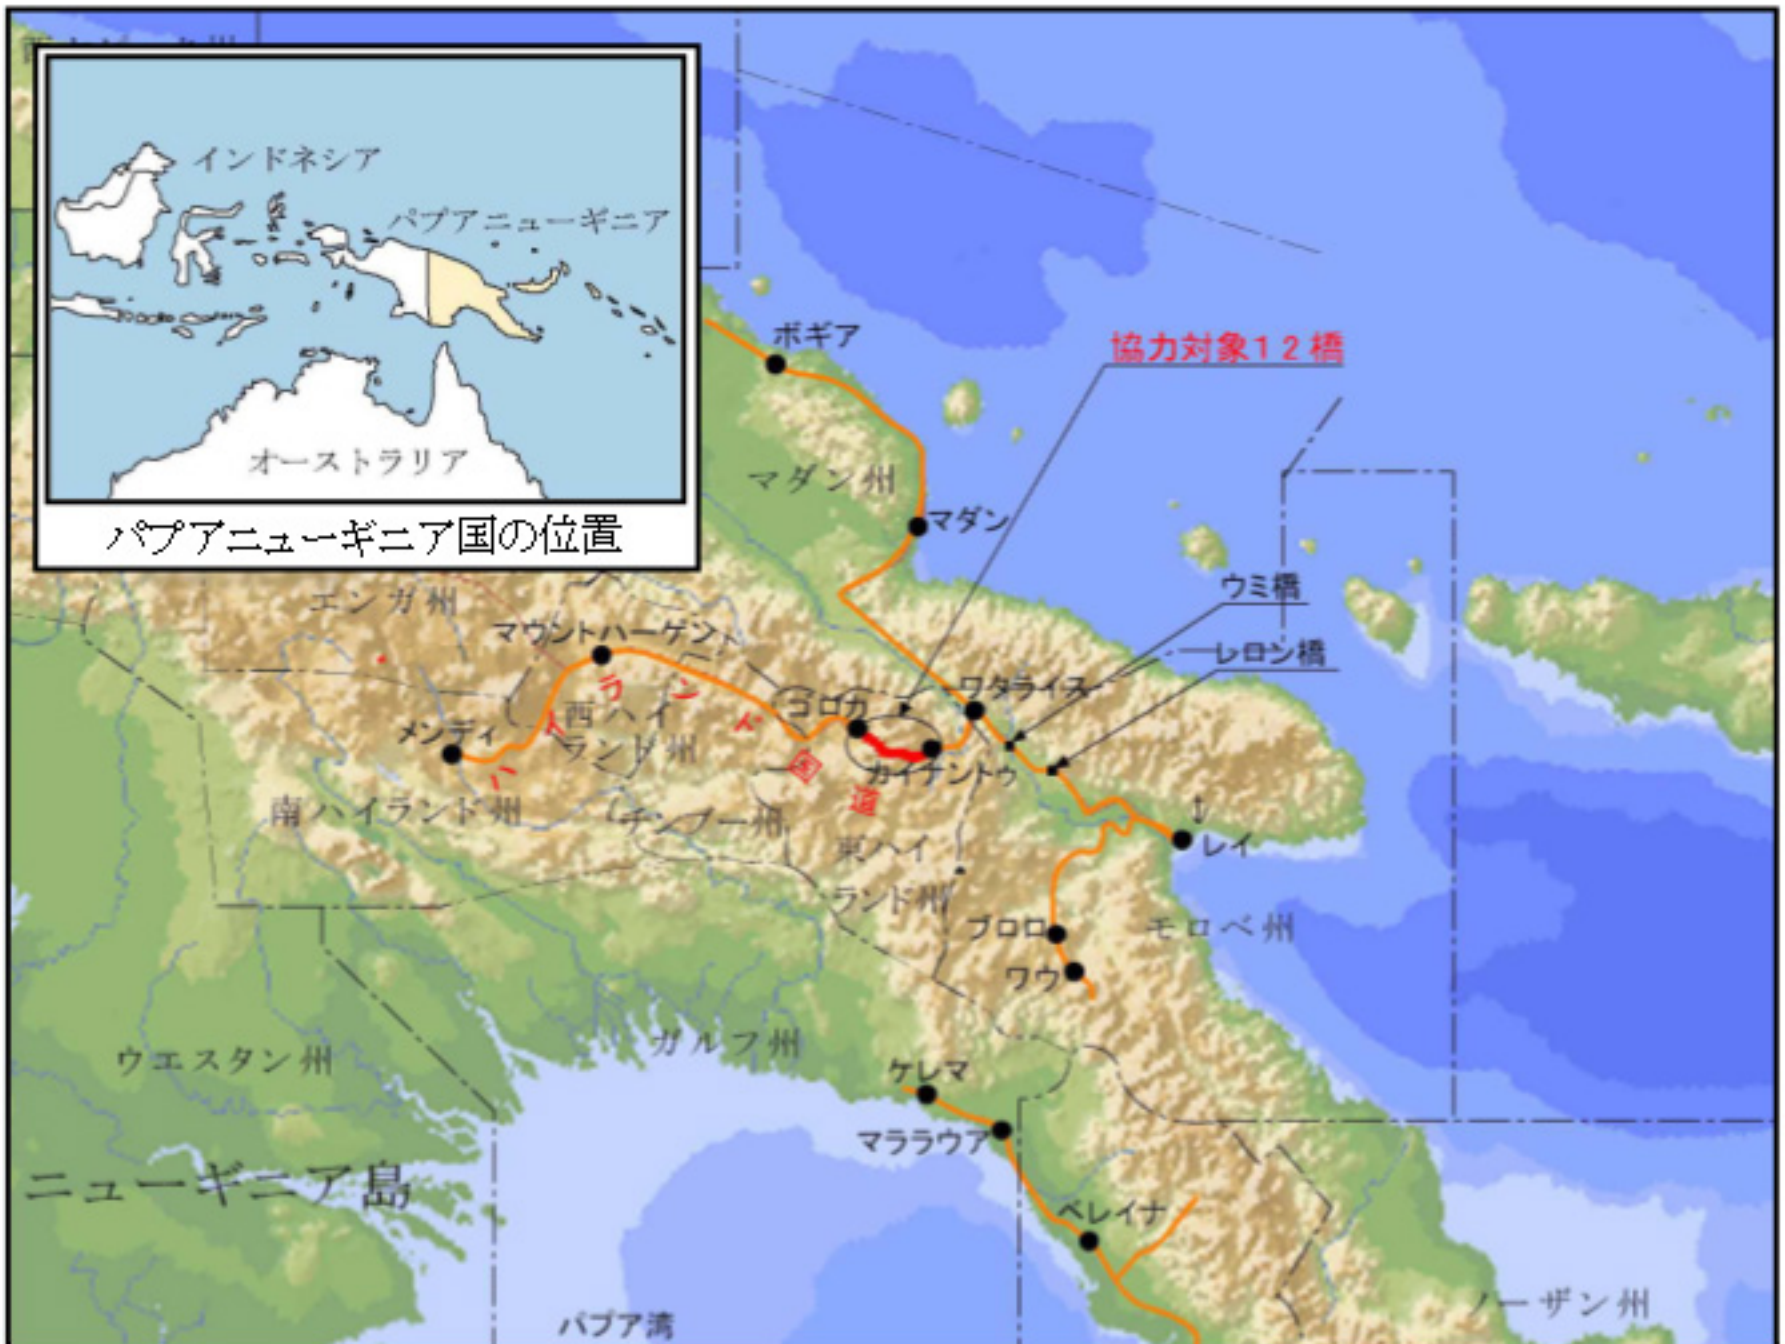 インドネシア
パプアニューギニア
オーストラリア
パプアニューギニア国の位置
ボギア
協力対象12橋
マダン州
マダン
ウミ橋
エンガ州
マウントハーゲン
レロン橋
ワタライス
ゴロカ
西ハイ
ランド州
メンディ
カイナントゥ
ハイランド国道
南ハイランド州
チンブー州
東ハイ
ランド州
レイ
ブロロ
モロベ州
ワウ
ガルフ州
ウエスタン州
ケレマ
マララウア
ニューギニア島
ベレイナ
ノーザン州
パプア湾